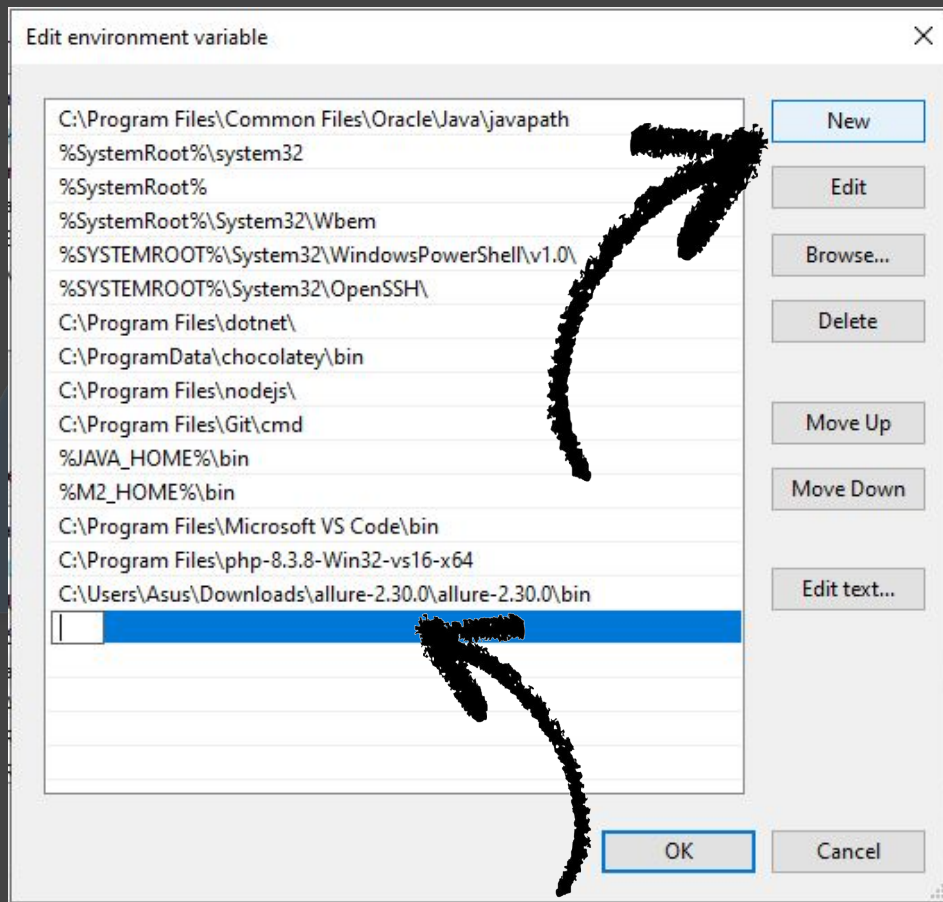 Edit environment variable
C:\Program Files\Common Files\Oracle\Java\javapath
New
%SystemRoot%\system32
%SystemRoot%
Edit
%SystemRoot%\System32\Wbem
%SYSTEMROOT%\System32\WindowsPowerShell\v1.0\
Browse...
%SYSTEMROOT%\System32\OpenSSH\
C:\Program Files\dotnet\
Delete
C:\ProgramData\chocolatey\bin
C:\Program Files\nodejs\
C:\Program Files\Git\cmd
Move Up
%JAVA_HOME%\bin
%M2_HOME%\bin
Move Down
C:\Program Files\Microsoft VS Code\bin
C:\Program Files\php-8.3.8-Win32-vs16-x64
C:\Users\Asus\Downloads\allure-2.30.0\allure-2.30.0\bin
Edit text...
OK
Cancel